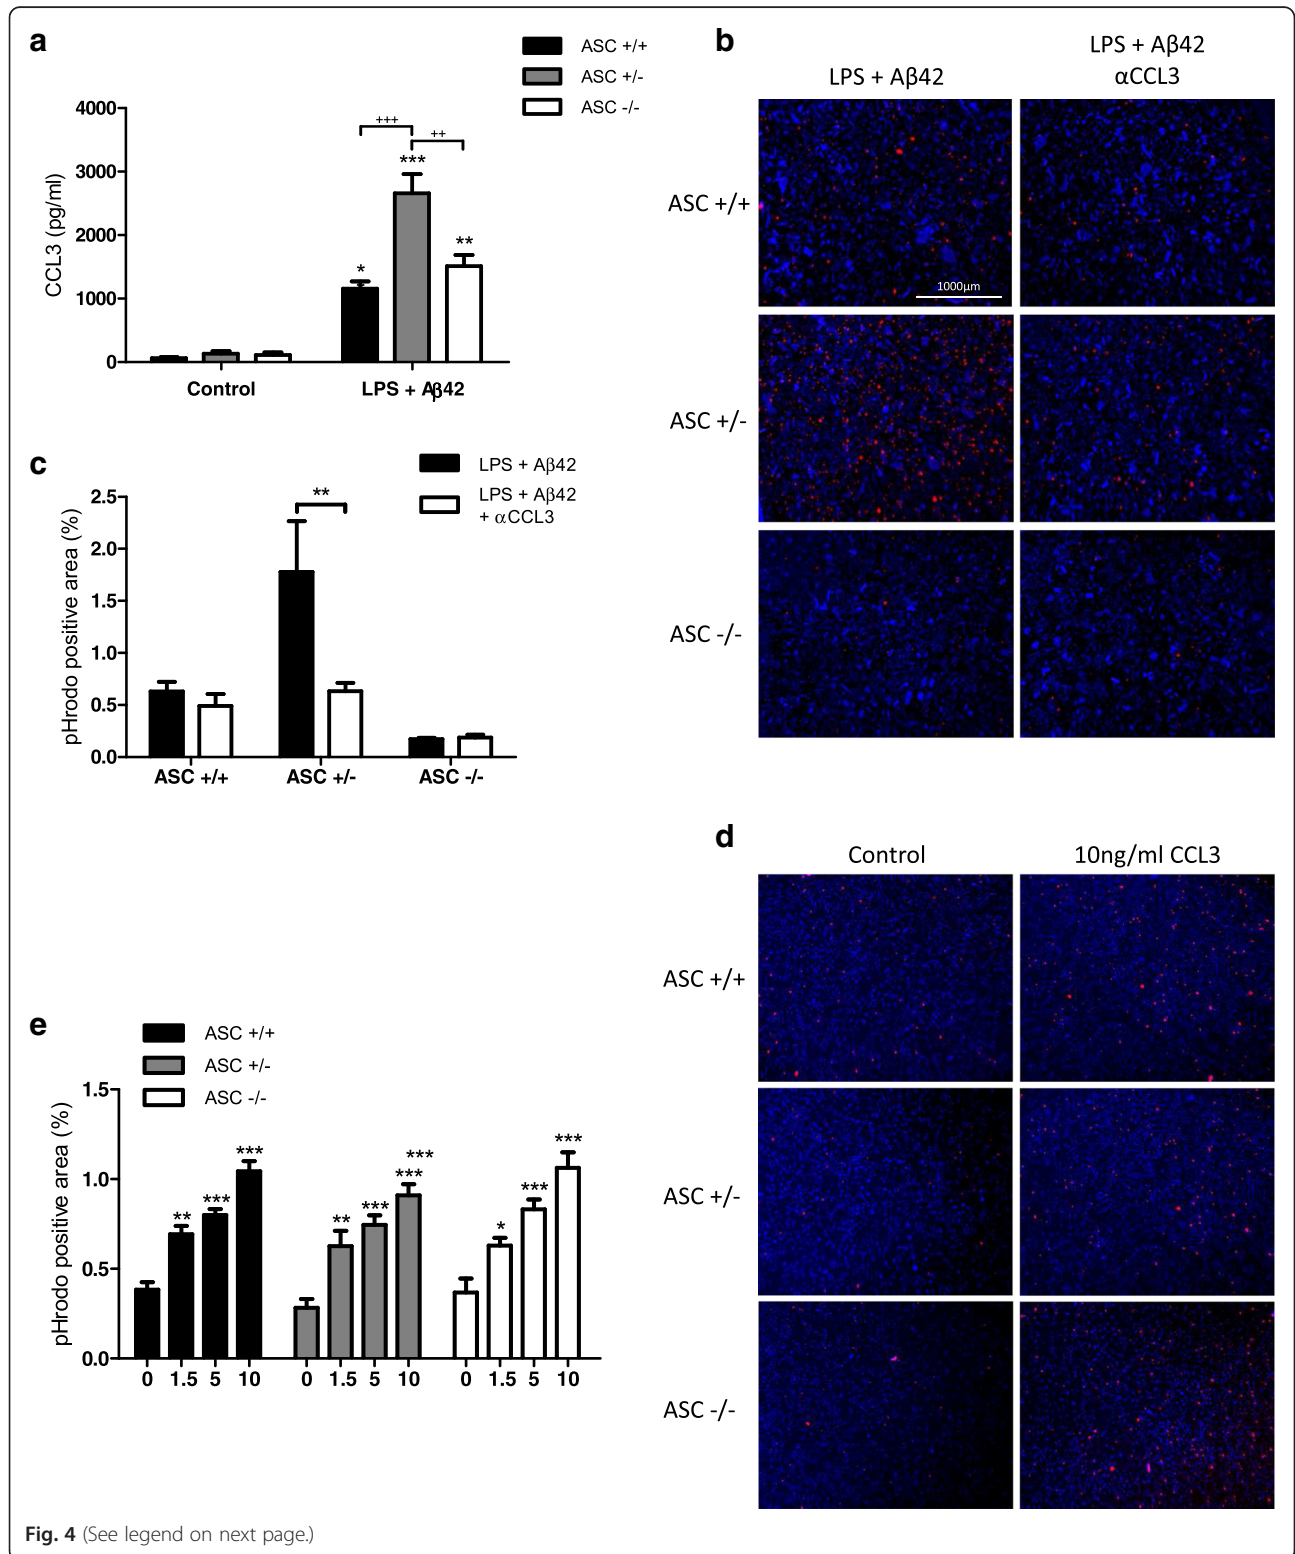 a
ASC +/+
ASC +/-
ASC -/-
4000
3000
2000
1000
0
CCL3 (pg/ml)
+++
++
*
***
**
Control
LPS + Aβ42
b
LPS + Aβ42
LPS + Aβ42
αCCL3
ASC +/+
1000μm
ASC +/-
ASC -/-
c
LPS + Aβ42
LPS + Aβ42
+ αCCL3
2.5
2.0
1.5
1.0
0.5
0.0
pHrodo positive area (%)
**
ASC +/+
ASC +/-
ASC -/-
d
Control
10ng/ml CCL3
ASC +/+
ASC +/-
ASC -/-
e
ASC +/+
ASC +/-
ASC -/-
1.5
1.0
0.5
0.0
pHrodo positive area (%)
**
***
***
**
***
***
***
*
***
***
0 1.5 5 10
0 1.5 5 10
0 1.5 5 10
Fig. 4 (See legend on next page.)